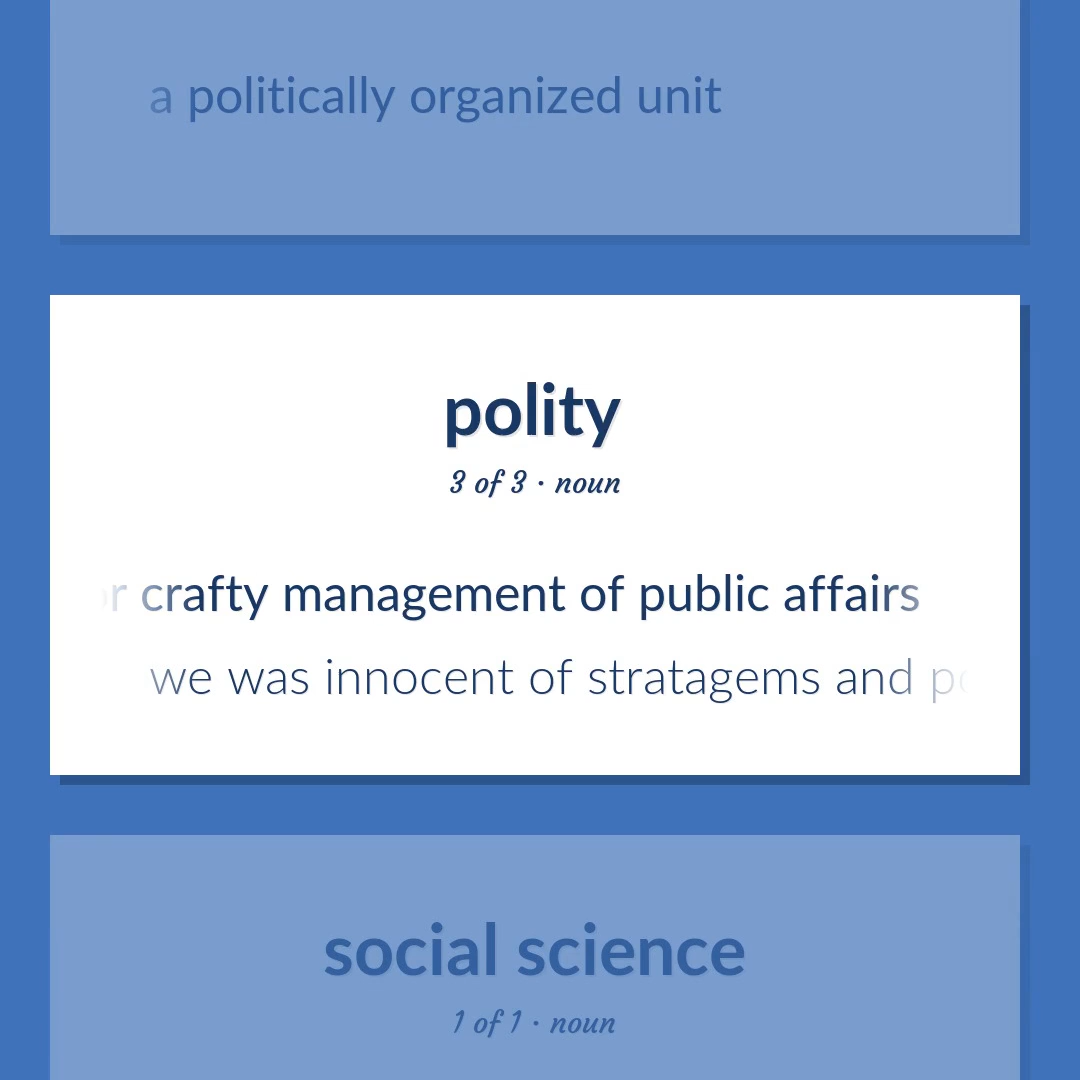 a politically organized unit
polity
3 of 3 · noun
crafty management of public affairs
we was innocent of stratagems and
social science
1 of 1 · noun